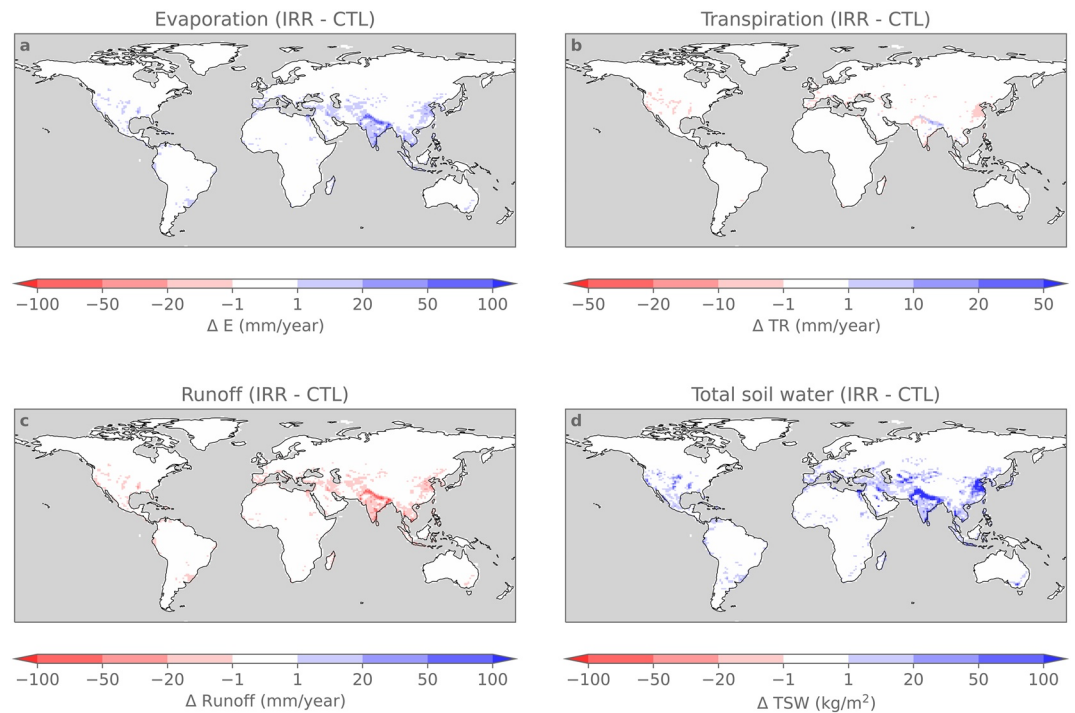 Evaporation (IRR - CTL)
a
−100 −50 −20 −1 1 20 50 100
Δ E (mm/year)
Transpiration (IRR - CTL)
b
−50 −20 −10 −1 1 10 20 50
Δ TR (mm/year)
Runoff (IRR - CTL)
c
−100 −50 −20 −1 1 20 50 100
Δ Runoff (mm/year)
Total soil water (IRR - CTL)
d
−100 −50 −20 −1 1 20 50 100
Δ TSW (kg/m²)